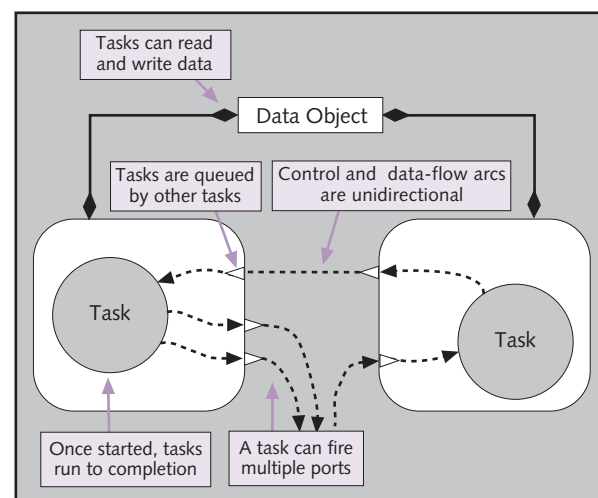 Tasks can read
and write data
Data Object
Tasks are queued
by other tasks
Control and data-flow arcs
are unidirectional
Task
Task
Once started, tasks
run to completion
A task can fire
multiple ports